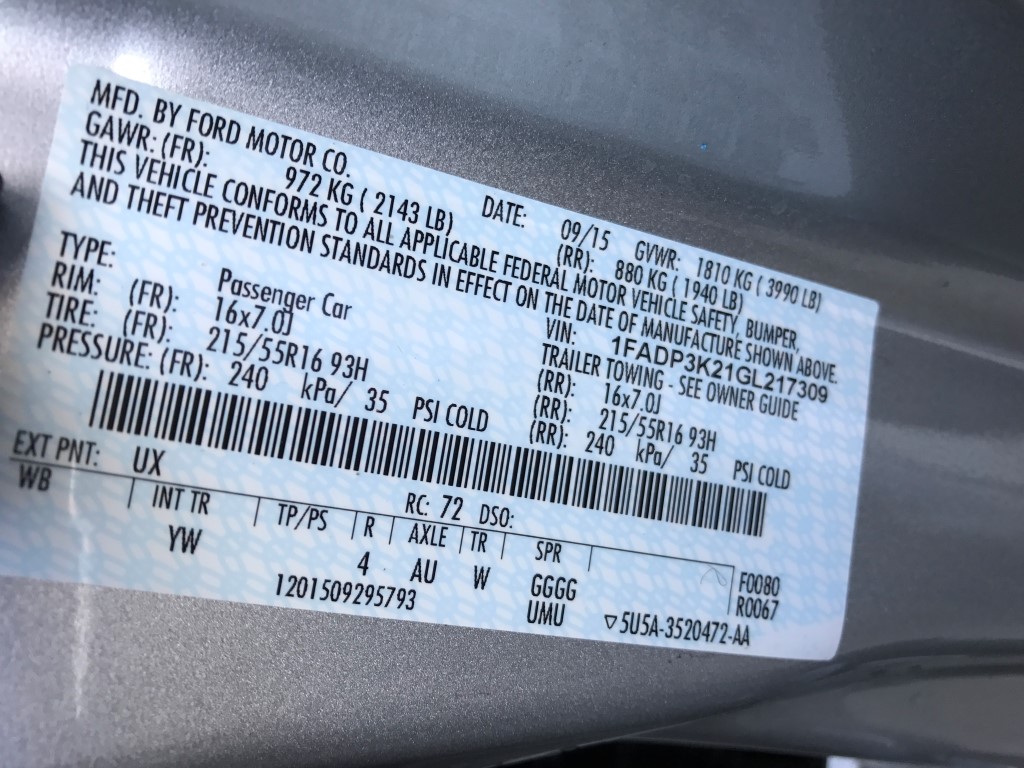 MFD. BY FORD MOTOR CO. DATE: 09/15 GVWR: 1810 KG ( 3990 LB)
GAWR: (FR): 972 KG ( 2143 LB) (RR): 880 KG ( 1940 LB)
THIS VEHICLE CONFORMS TO ALL APPLICABLE FEDERAL MOTOR VEHICLE SAFETY, BUMPER,
AND THEFT PREVENTION STANDARDS IN EFFECT ON THE DATE OF MANUFACTURE SHOWN ABOVE.
VIN: 1FADP3K21GL217309
TYPE: Passenger Car TRAILER TOWING - SEE OWNER GUIDE
RIM: (FR): 16x7.0J (RR): 16x7.0J
TIRE: (FR): 215/55R16 93H (RR): 215/55R16 93H
PRESSURE: (FR): 240 kPa/ 35 PSI COLD (RR): 240 kPa/ 35 PSI COLD
EXT PNT: UX RC: 72 DSO:
WB INT TR TP/PS R AXLE TR SPR
YW 4 AU W GGGG F0080
UMU R0067
1201509295793 ▽5U5A-3520472-AA